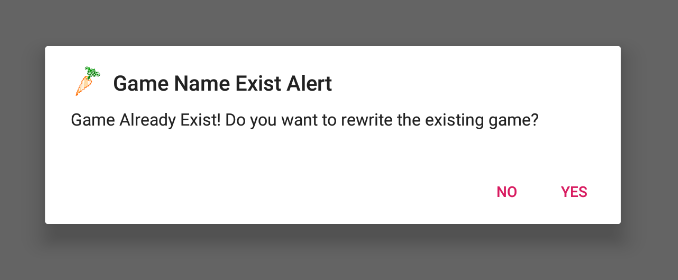 Game Name Exist Alert
Game Already Exist! Do you want to rewrite the existing game?
NO YES